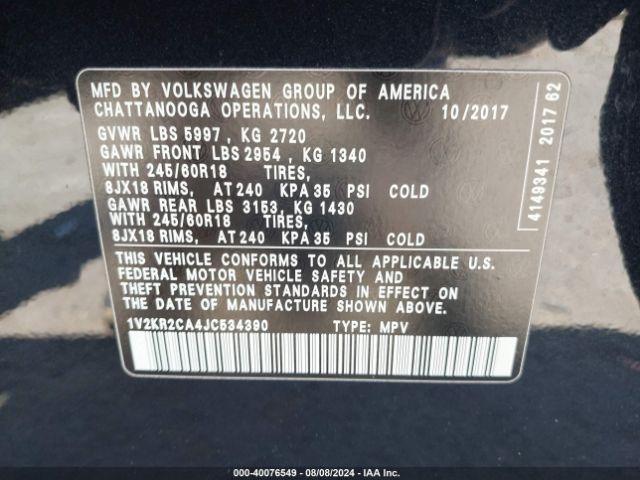 MFD BY VOLKSWAGEN GROUP OF AMERICA
CHATTANOOGA OPERATIONS, LLC. 10/2017
GVWR LBS 5997 , KG 2720
GAWR FRONT LBS 2954 , KG 1340
WITH 245/60R18 TIRES,
8JX18 RIMS, AT 240 KPA 35 PSI COLD
GAWR REAR LBS 3153, KG 1430
WITH 245/60R18 TIRES,
8JX18 RIMS, AT 240 KPA 35 PSI COLD
THIS VEHICLE CONFORMS TO ALL APPLICABLE U.S.
FEDERAL MOTOR VEHICLE SAFETY AND
THEFT PREVENTION STANDARDS IN EFFECT ON
THE DATE OF MANUFACTURE SHOWN ABOVE.
1V2KR2CA4JC534390 TYPE: MPV
4149341 2017 62
000-40076549 - 08/08/2024 - IAAI.COM COPART